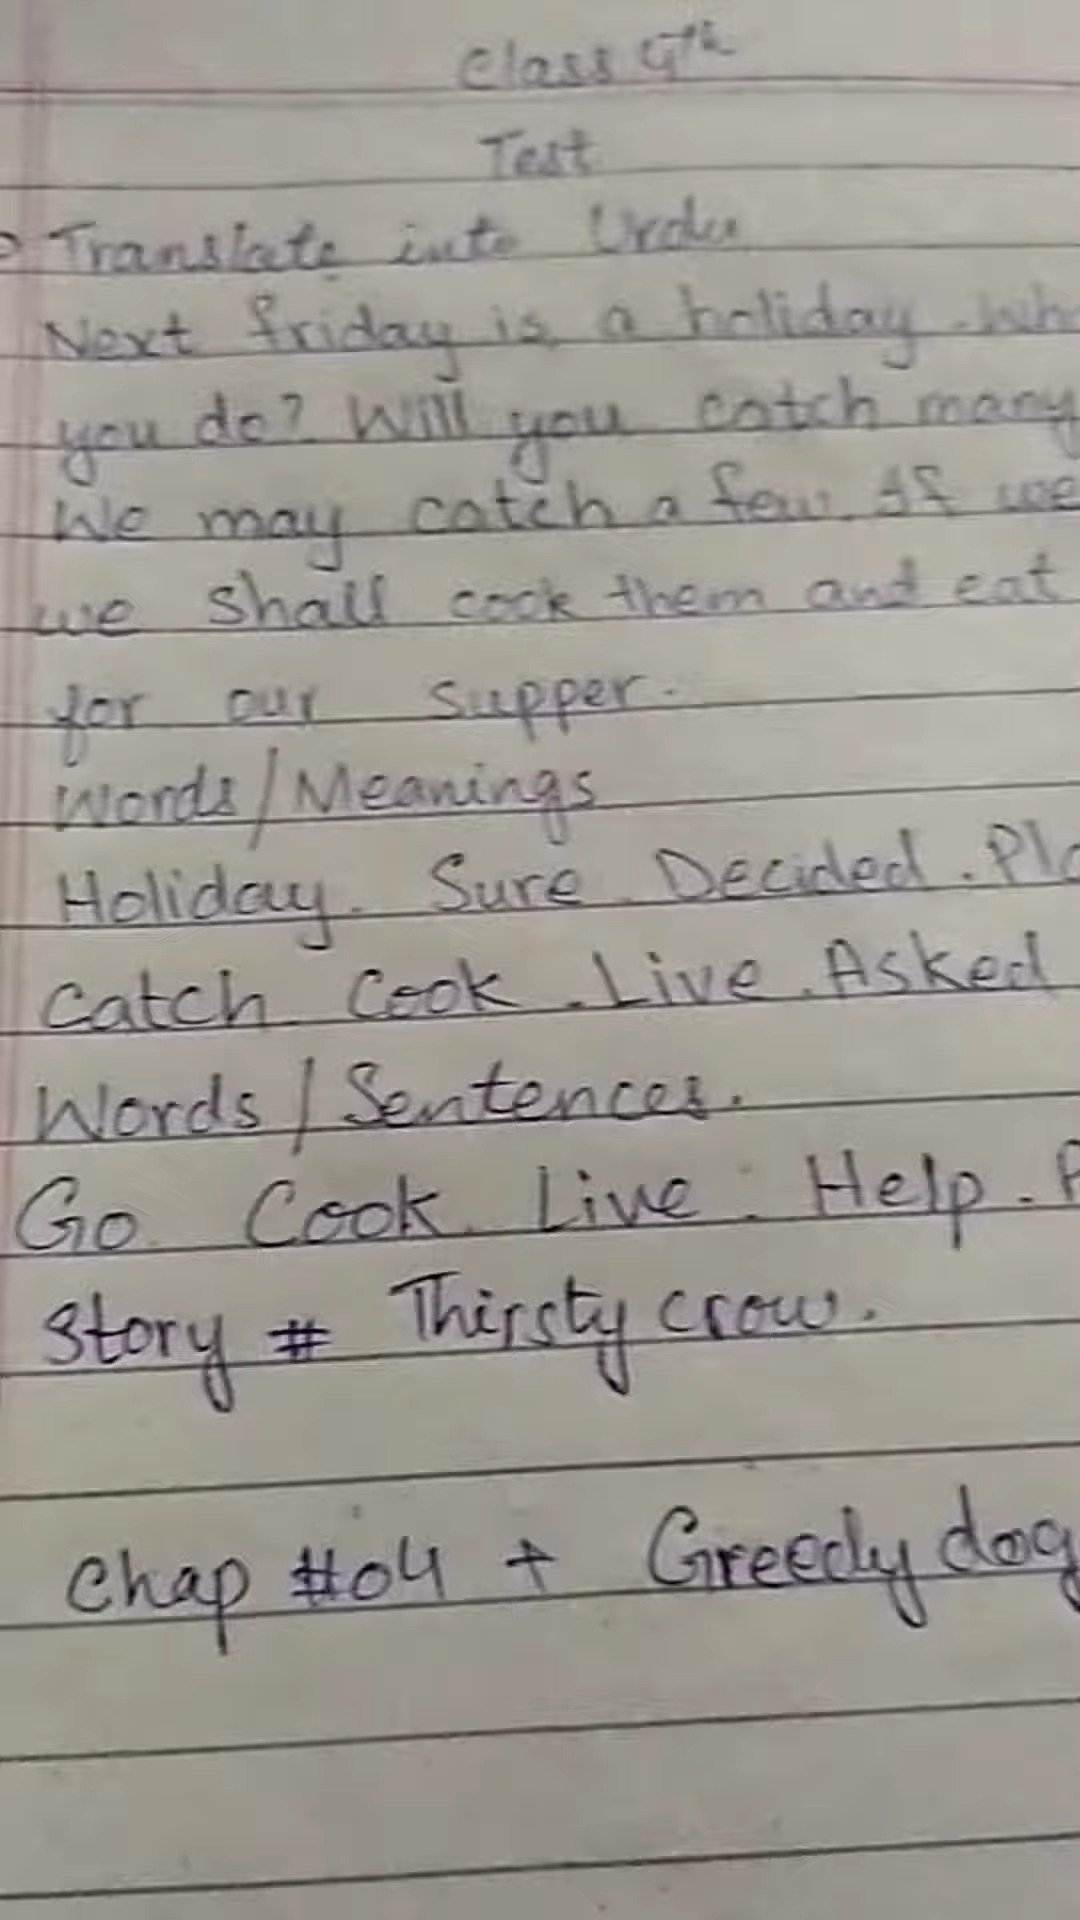 Class
Test
Translate into Urdu
Next friday is a holiday.
you do? Will you catch many
We may catch a few. If we
we shall cook them and eat
for our supper.
Words/Meanings
Holiday. Sure. Decided.
Catch. Cook. Live. Asked
Words/Sentences.
Go. Cook. Live. Help.
Story # Thirsty crow.
Chap #04 + Greedy dog